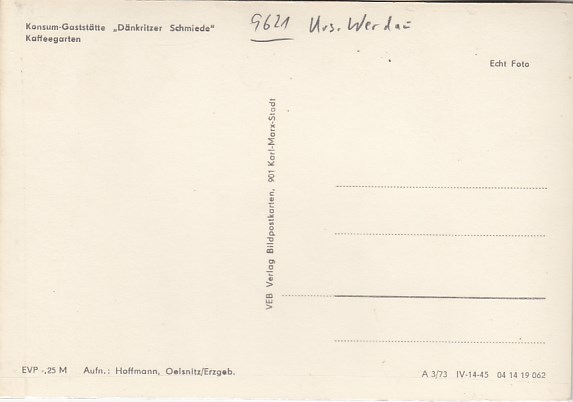 Konsum-Gaststätte „Dänkritzer Schmiede"
Kaffeegarten
9621 Krs. Werdau
Echt Foto
VEB Verlag Bildpostkarten, 901 Karl-Marx-Stadt
EVP -,25 M Aufn.: Hoffmann, Oelsnitz/Erzgeb.
A 3/73 IV-14-45 04 14 19 062